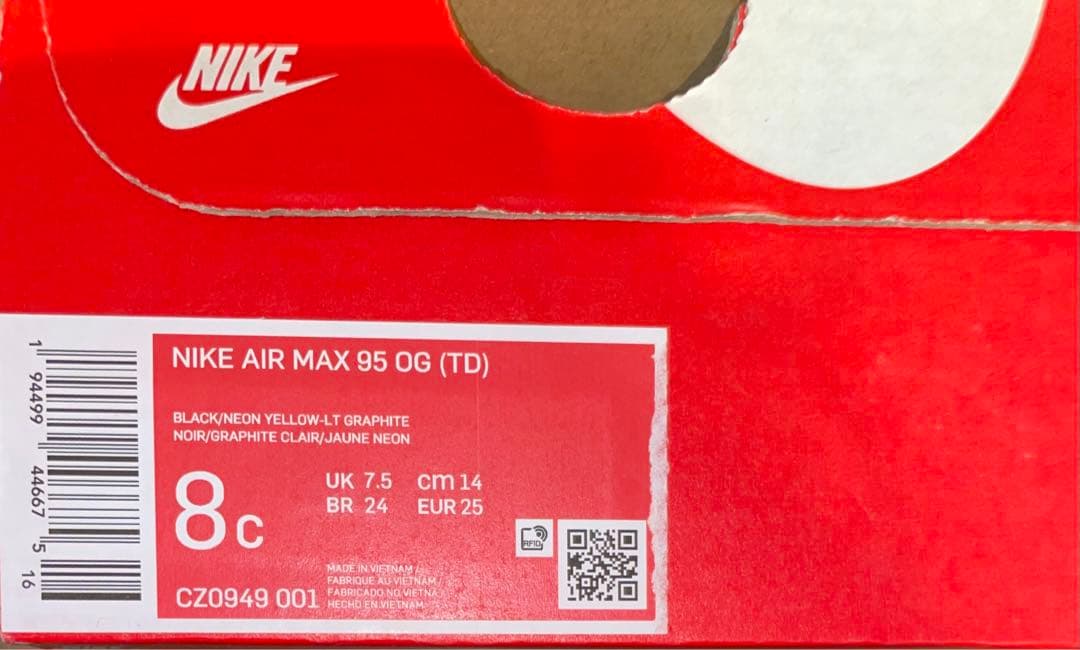 NIKE
NIKE AIR MAX 95 OG (TD)
BLACK/NEON YELLOW-LT GRAPHITE
NOIR/GRAPHITE CLAIR/JAUNE NEON
8C
UK 7.5 cm 14
BR 24 EUR 25
RFID
MADE IN VIETNAM /
FABRIQUE AU VIETNAM /
FABRICADO NO VIETNA /
HECHO EN VIETNAM
CZ0949 001
1 94499 44667 5 16